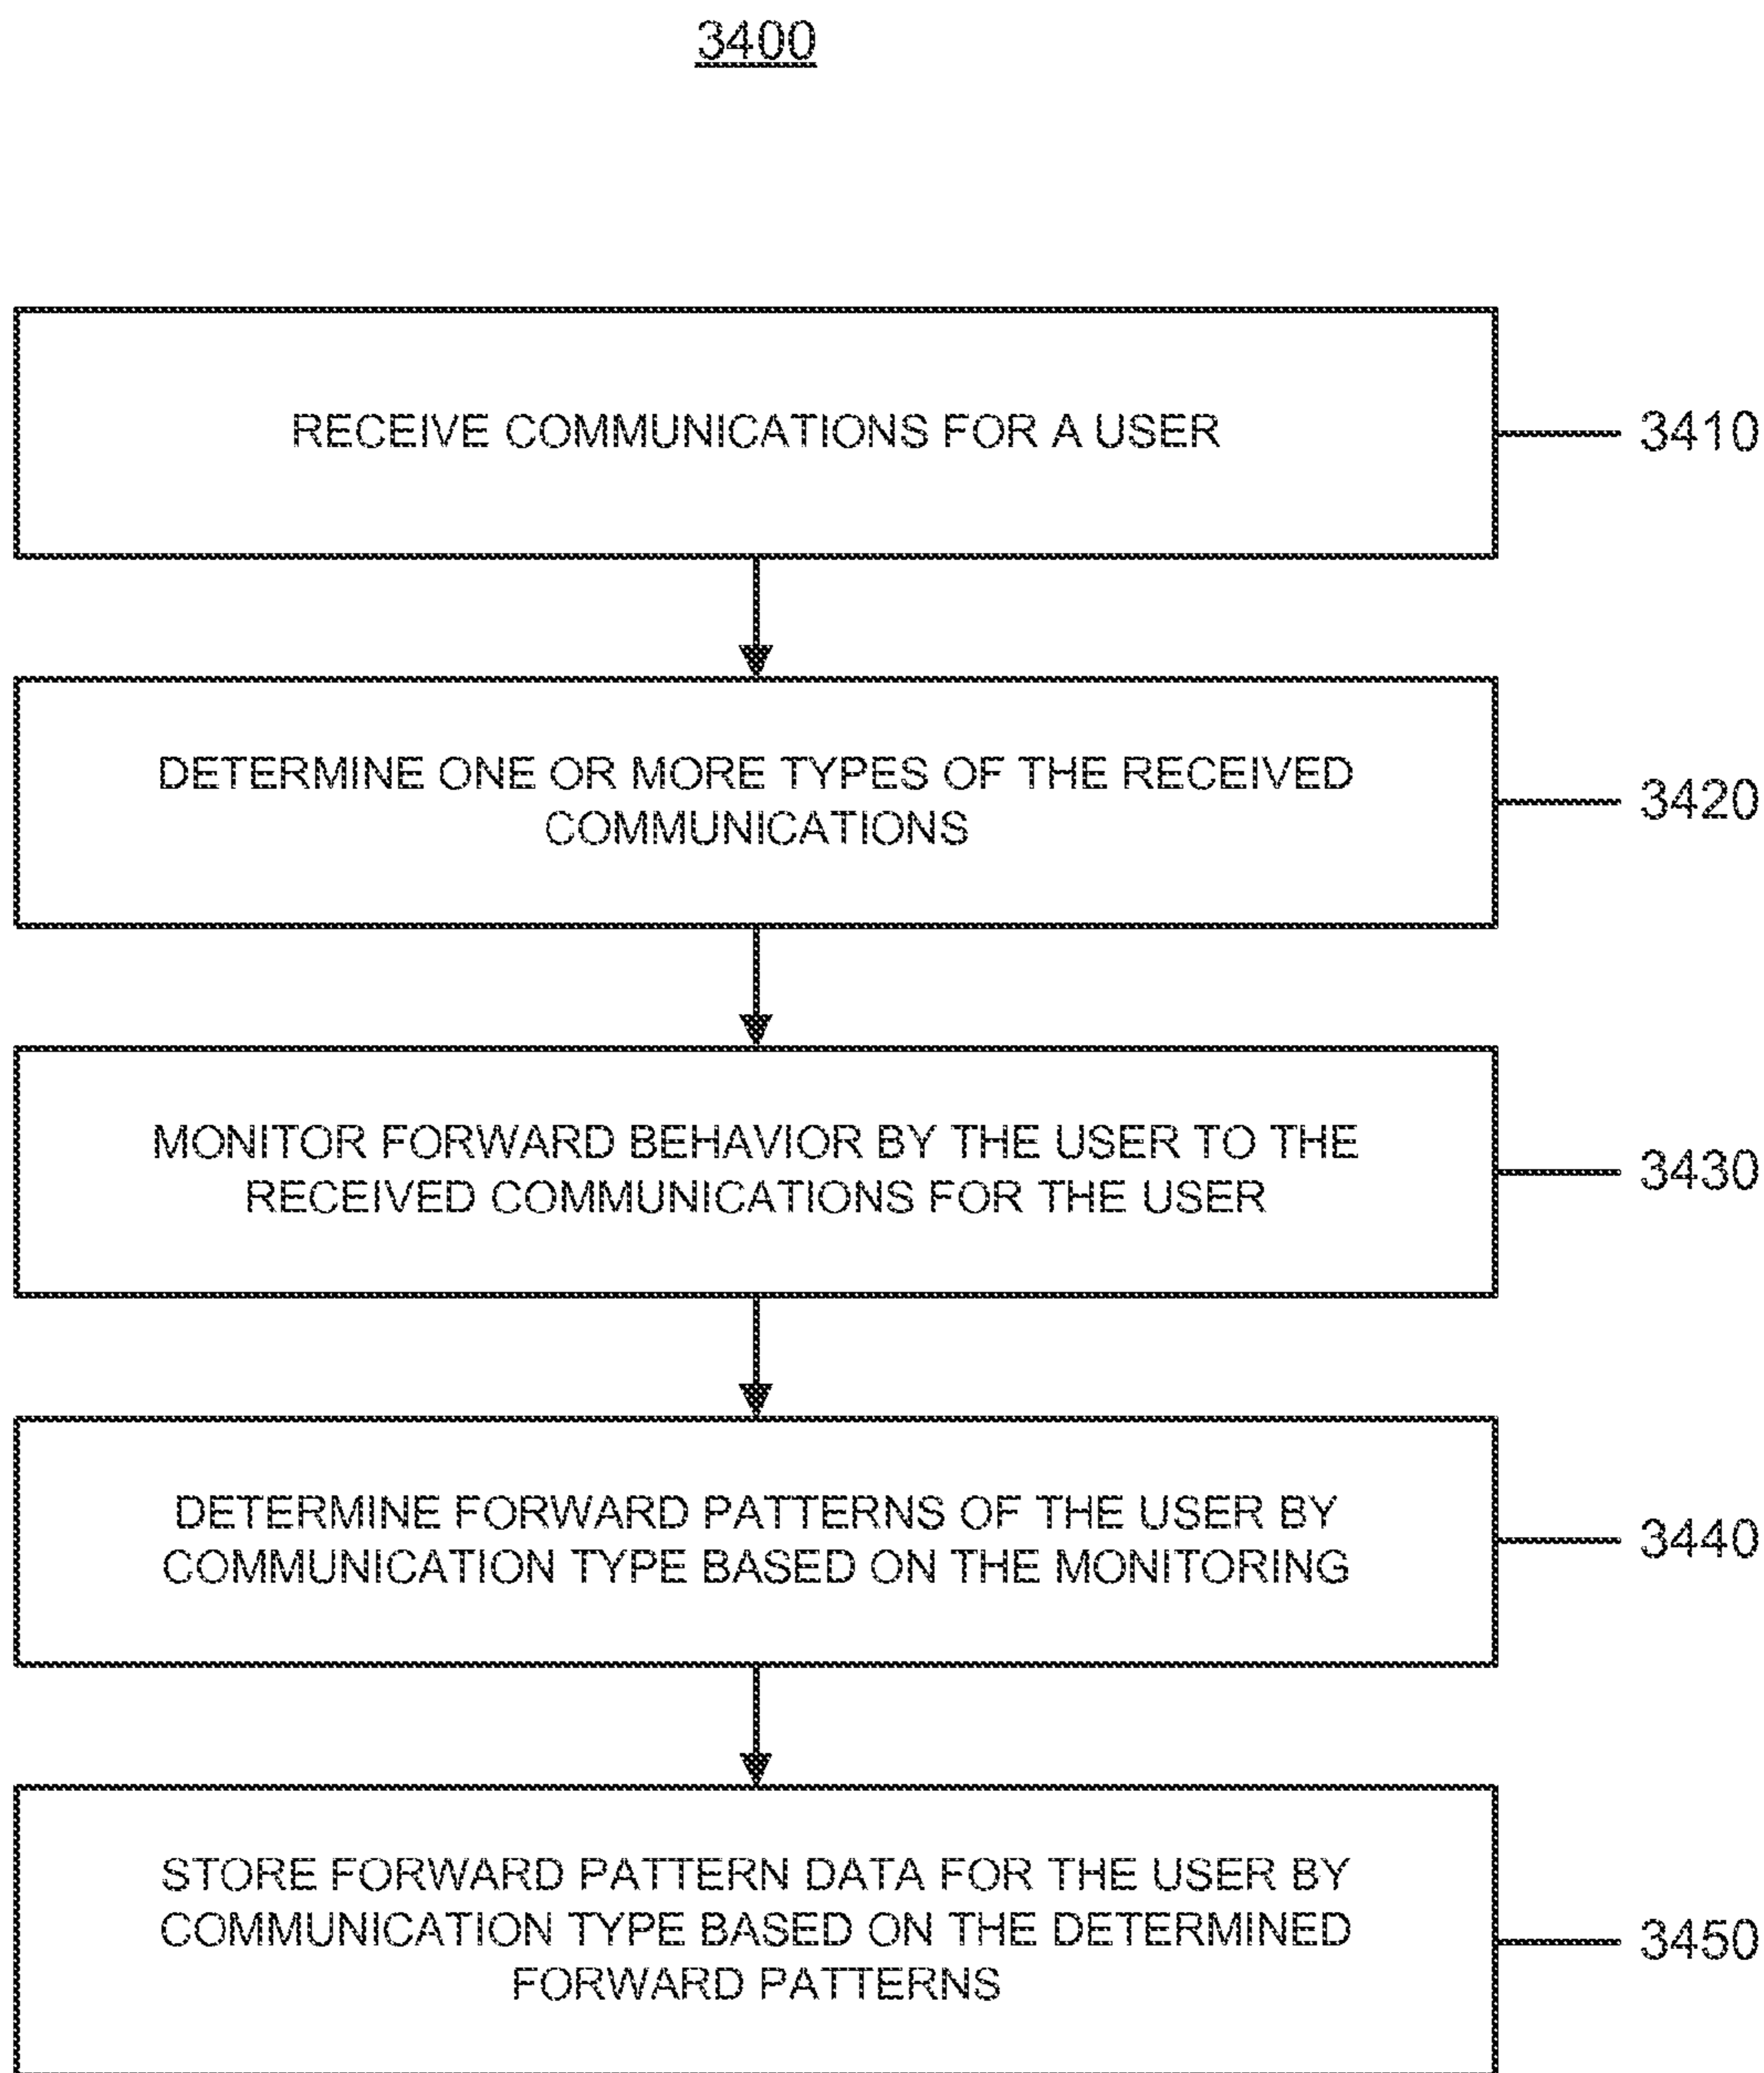 3400
RECEIVE COMMUNICATIONS FOR A USER
3410
DETERMINE ONE OR MORE TYPES OF THE RECEIVED
COMMUNICATIONS
3420
MONITOR FORWARD BEHAVIOR BY THE USER TO THE
RECEIVED COMMUNICATIONS FOR THE USER
3430
DETERMINE FORWARD PATTERNS OF THE USER BY
COMMUNICATION TYPE BASED ON THE MONITORING
3440
STORE FORWARD PATTERN DATA FOR THE USER BY
COMMUNICATION TYPE BASED ON THE DETERMINED
FORWARD PATTERNS
3450